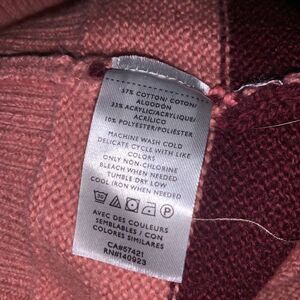 57% COTTON/ COTON/
ALGODÓN
33% ACRYLIC/ACRYLIQUE/
ACRÍLICO
10% POLYESTER/POLIÉSTER
MACHINE WASH COLD
DELICATE CYCLE WITH LIKE
COLORS
ONLY NON-CHLORINE
BLEACH WHEN NEEDED
TUMBLE DRY LOW
COOL IRON WHEN NEEDED
30 P
AVEC DES COULEURS
SEMBLABLES / CON
COLORES SIMILARES
CA#57421
RN#140923